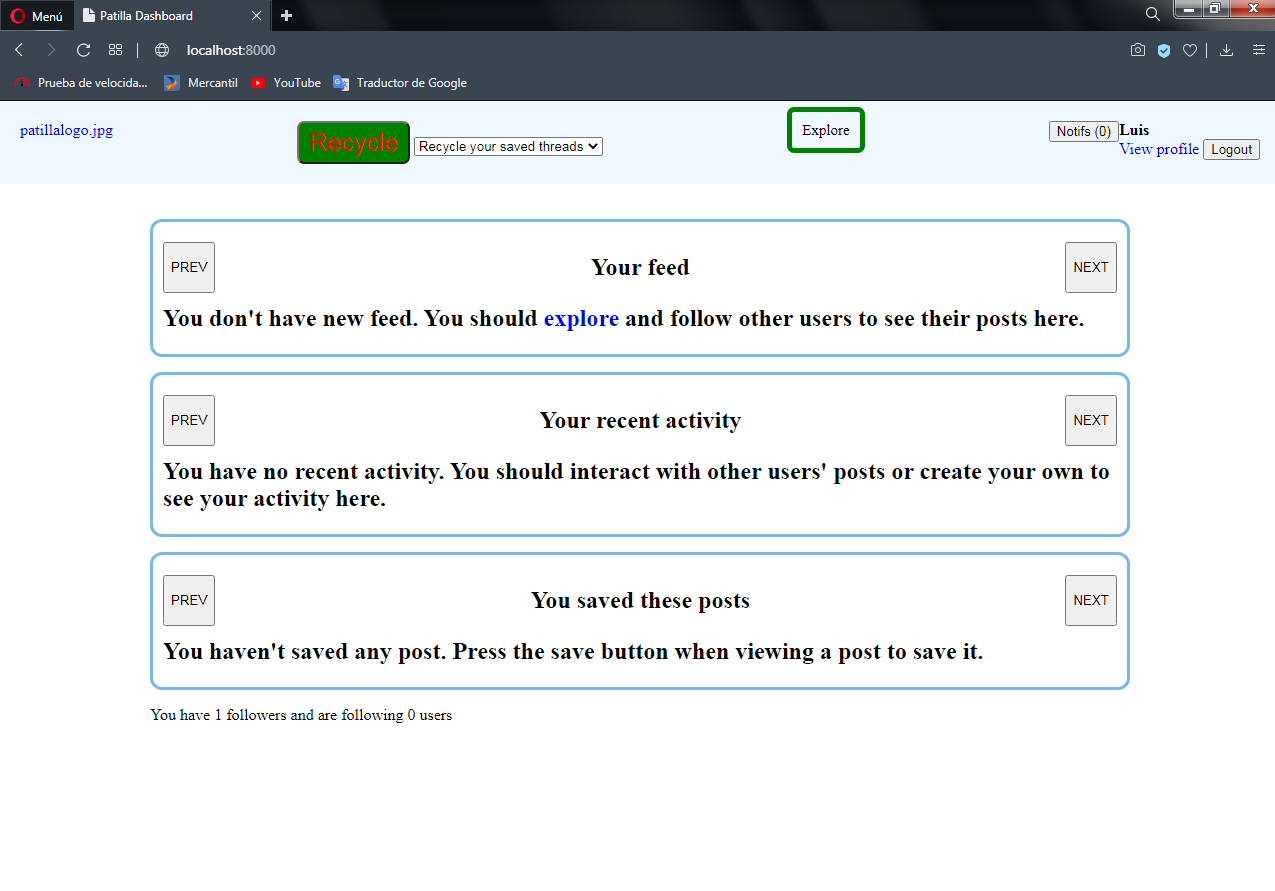 Menú
Patilla Dashboard
localhost:8000
Prueba de velocida...
Mercantil
YouTube
Traductor de Google
patillalogo.jpg
Recycle
Recycle your saved threads
Explore
Notifs (0)
Luis
View profile
Logout
PREV
Your feed
NEXT
You don't have new feed. You should explore and follow other users to see their posts here.
PREV
Your recent activity
NEXT
You have no recent activity. You should interact with other users' posts or create your own to
see your activity here.
PREV
You saved these posts
NEXT
You haven't saved any post. Press the save button when viewing a post to save it.
You have 1 followers and are following 0 users